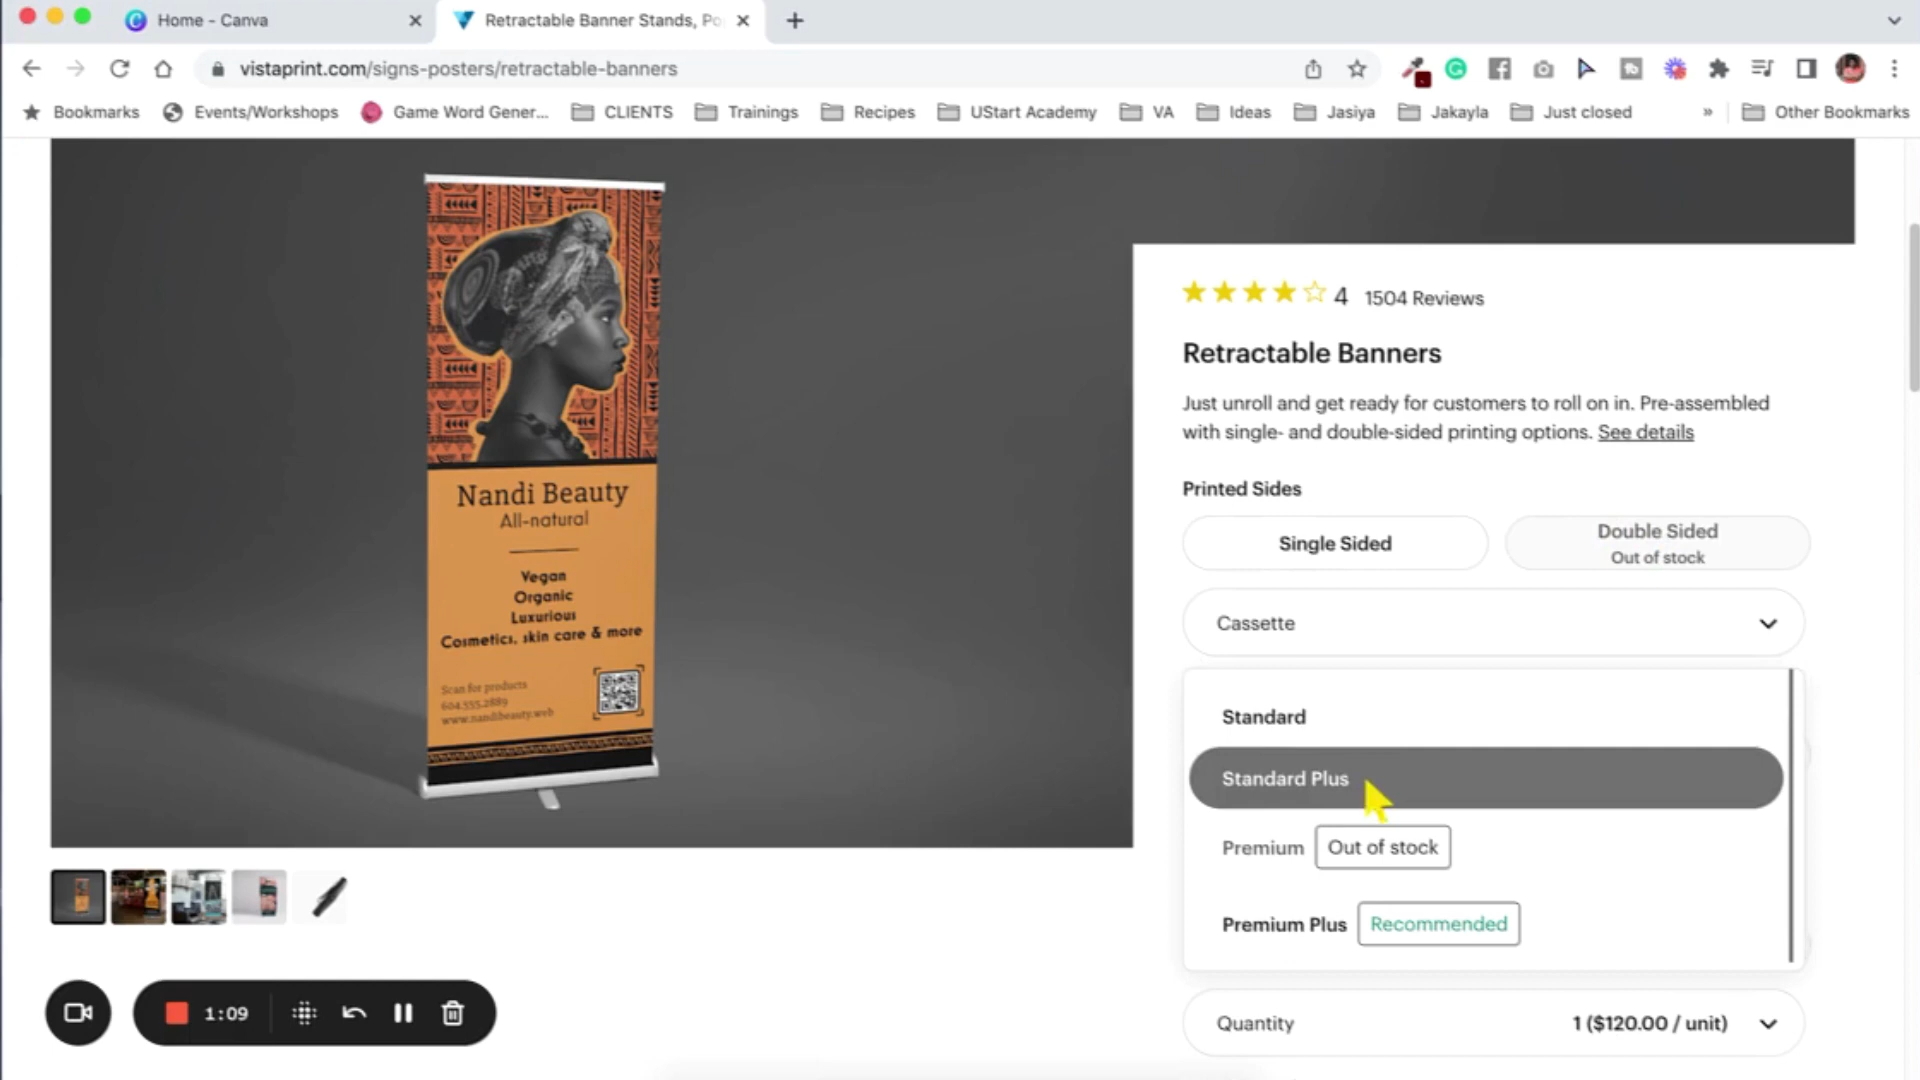 Home - Canva
Retractable Banner Stands, Po
vistaprint.com/signs-posters/retractable-banners
Bookmarks
Events/Workshops
Game Word Gener...
CLIENTS
Trainings
Recipes
UStart Academy
VA
Ideas
Jasiya
Jakayla
Just closed
»
Other Bookmarks
Nandi Beauty
All-natural
Vegan
Organic
Luxurious
Cosmetics, skin care & more
Scan for products
604.555.2889
www.nandibeauty.web
4 1504 Reviews
Retractable Banners
Just unroll and get ready for customers to roll on in. Pre-assembled
with single- and double-sided printing options. See details
Printed Sides
Single Sided
Double Sided
Out of stock
Cassette
Standard
Standard Plus
Premium Out of stock
Premium Plus Recommended
Quantity 1 ($120.00 / unit)
1:09